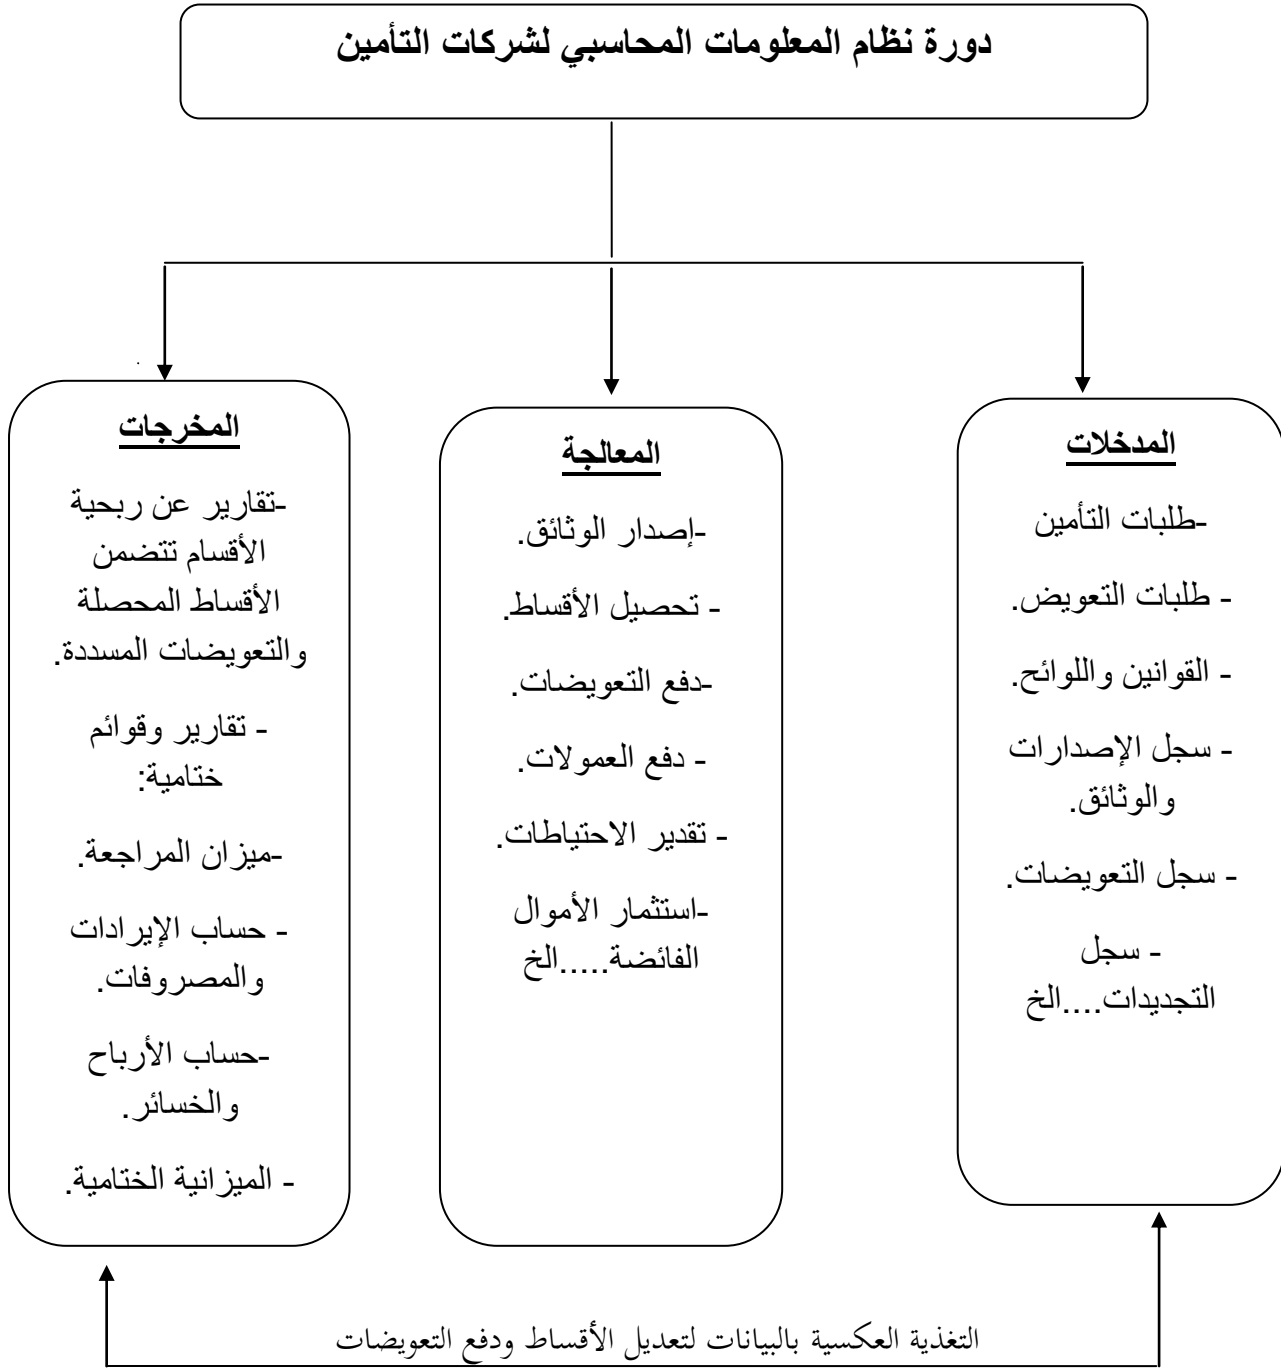 دورة نظام المعلومات المحاسبي لشركات التأمين
المدخلات
-طلبات التأمين
- طلبات التعويض.
- القوانين واللوائح.
- سجل الإصدارات
والوثائق.
- سجل التعويضات.
- سجل
التجديدات....الخ
المعالجة
-إصدار الوثائق.
- تحصيل الأقساط.
-دفع التعويضات.
- دفع العمولات.
- تقدير الاحتياطات.
-استثمار الأموال
الفائضة.....الخ
المخرجات
-تقارير عن ربحية
الأقسام تتضمن
الأقساط المحصلة
والتعويضات المسددة.
- تقارير وقوائم
ختامية:
-ميزان المراجعة.
- حساب الإيرادات
والمصروفات.
-حساب الأرباح
والخسائر.
- الميزانية الختامية.
التغذية العكسية بالبيانات لتعديل الأقساط ودفع التعويضات